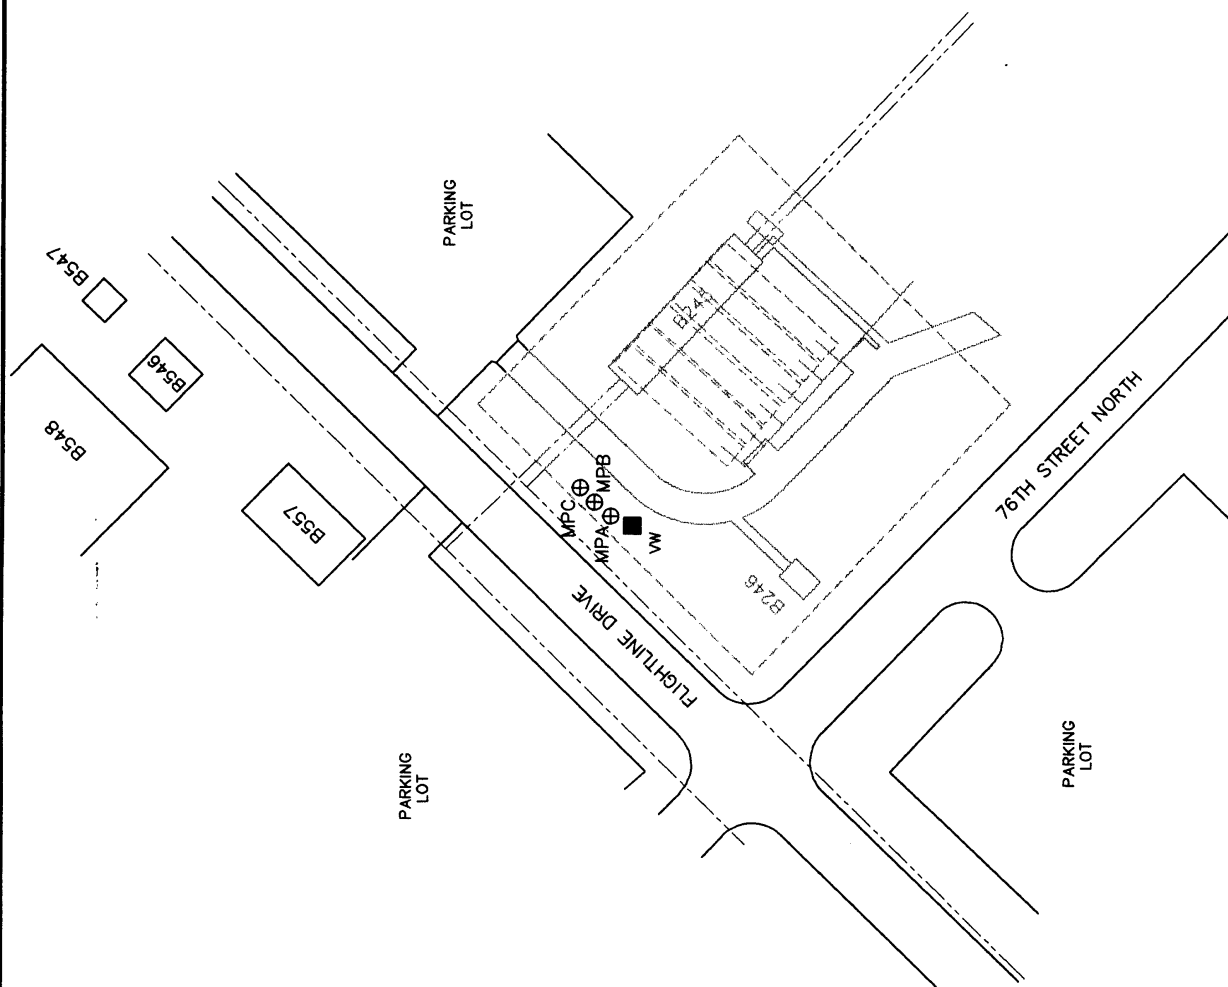 PARKING
LOT
B547
B546
B548
B557
MPC
MPB
MPA
VW
B246
FLIGHTLINE DRIVE
76TH STREET NORTH
PARKING
LOT
PARKING
LOT